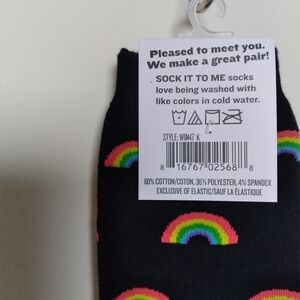 Pleased to meet you.
We make a great pair!
SOCK IT TO ME socks
love being washed with
like colors in cold water.
STYLE: W0447 K
8 16767 02568 8
60% COTTON/COTON, 36% POLYESTER, 4% SPANDEX
EXCLUSIVE OF ELASTIC/SAUF LA ÉLASTIQUE